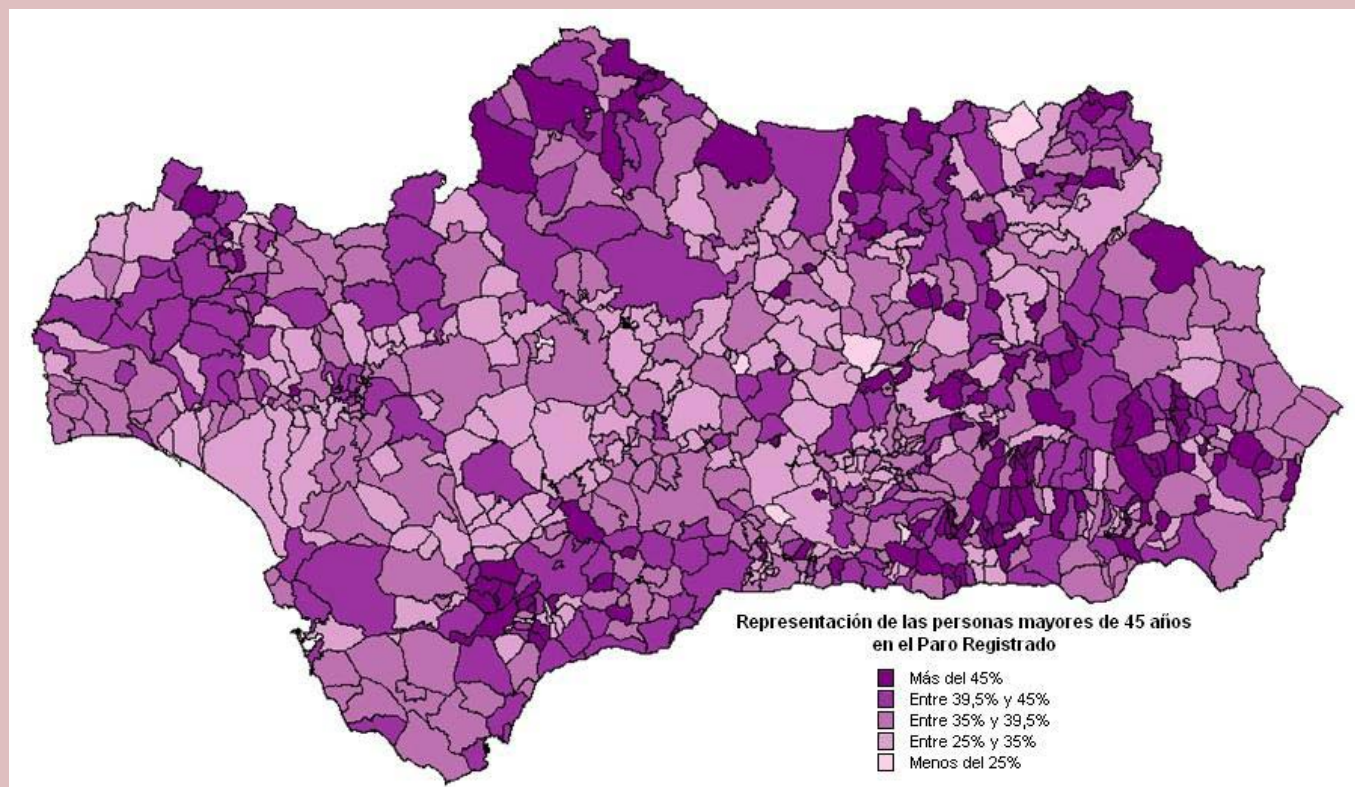 Representación de las personas mayores de 45 años
en el Paro Registrado
Más del 45%
Entre 39,5% y 45%
Entre 35% y 39,5%
Entre 25% y 35%
Menos del 25%